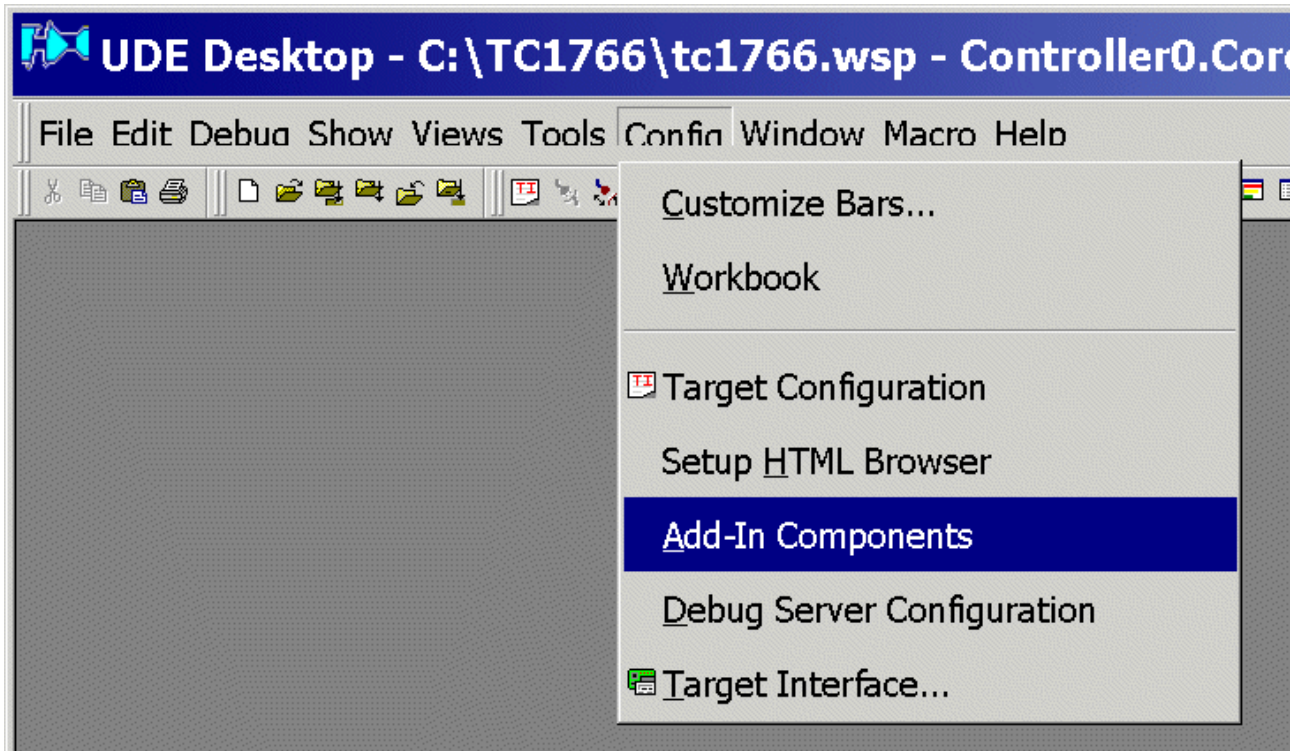 UDE Desktop - C:\TC1766\tc1766.wsp - Controller0.Core
File Edit Debug Show Views Tools Config Window Macro Help
Customize Bars...
Workbook
Target Configuration
Setup HTML Browser
Add-In Components
Debug Server Configuration
Target Interface...